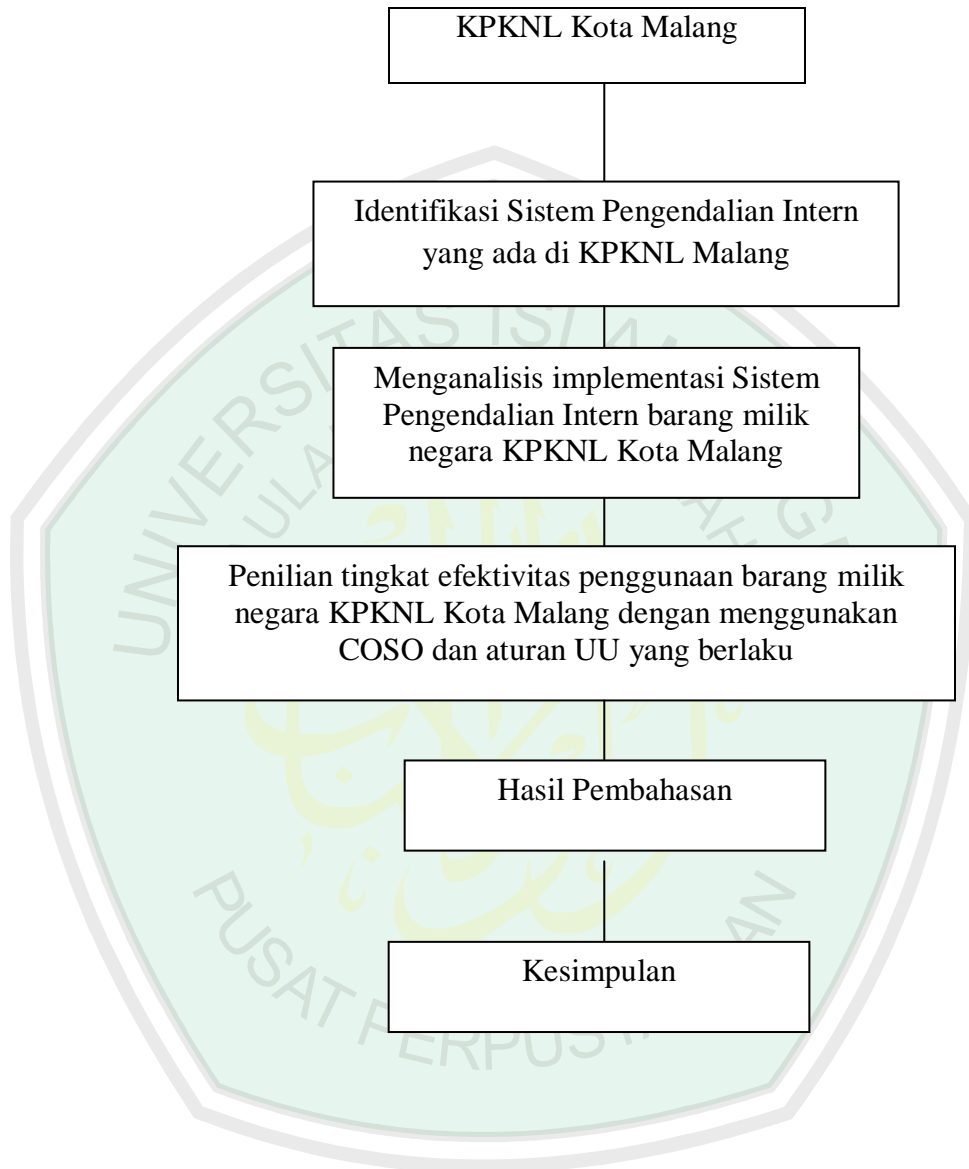 KPKNL Kota Malang
Identifikasi Sistem Pengendalian Intern
yang ada di KPKNL Malang
Menganalisis implementasi Sistem
Pengendalian Intern barang milik
negara KPKNL Kota Malang
Penilian tingkat efektivitas penggunaan barang milik
negara KPKNL Kota Malang dengan menggunakan
COSO dan aturan UU yang berlaku
Hasil Pembahasan
Kesimpulan
UNIVERSITAS
PUSAT